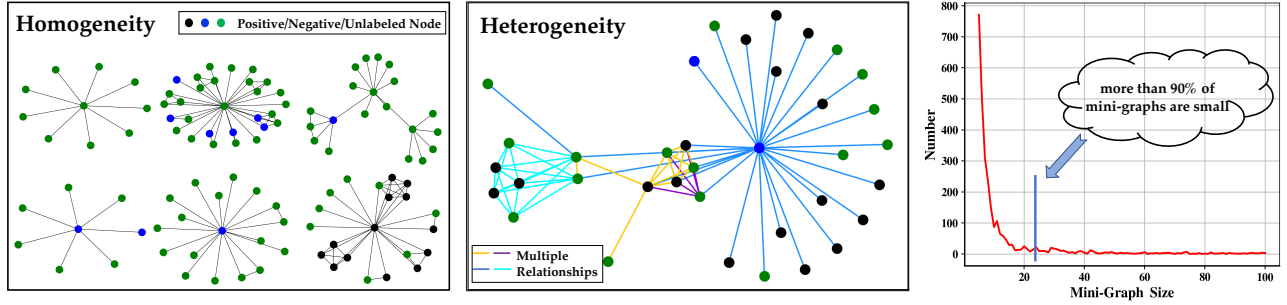 Homogeneity
Positive/Negative/Unlabeled Node
Heterogeneity
Multiple
Relationships
800
700
600
500
400
300
200
100
0
Number
more than 90% of
mini-graphs are small
20
40
60
80
100
Mini-Graph Size